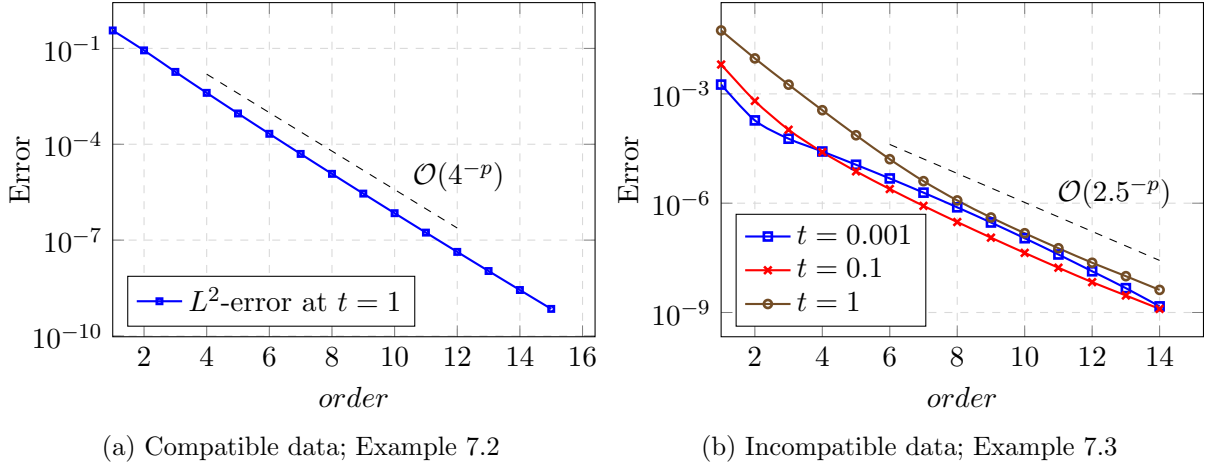 10^{-1}
10^{-4}
10^{-7}
10^{-10}
Error
2 4 6 8 10 12 14 16
order
O(4^{-p})
L^2-error at t = 1
(a) Compatible data; Example 7.2
10^{-3}
10^{-6}
10^{-9}
Error
2 4 6 8 10 12 14
order
O(2.5^{-p})
t = 0.001
t = 0.1
t = 1
(b) Incompatible data; Example 7.3